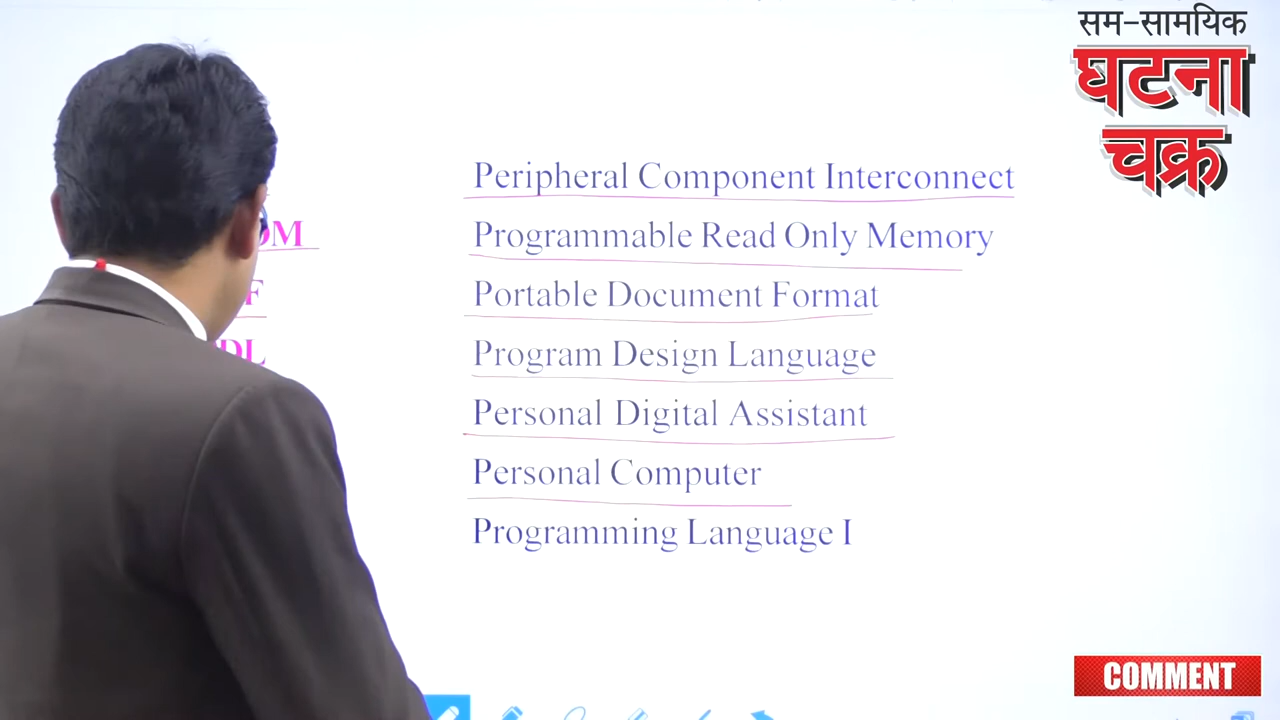 सम-सामयिक
घटना
चक्र
Peripheral Component Interconnect
Programmable Read Only Memory
Portable Document Format
Program Design Language
Personal Digital Assistant
Personal Computer
Programming Language I
COMMENT